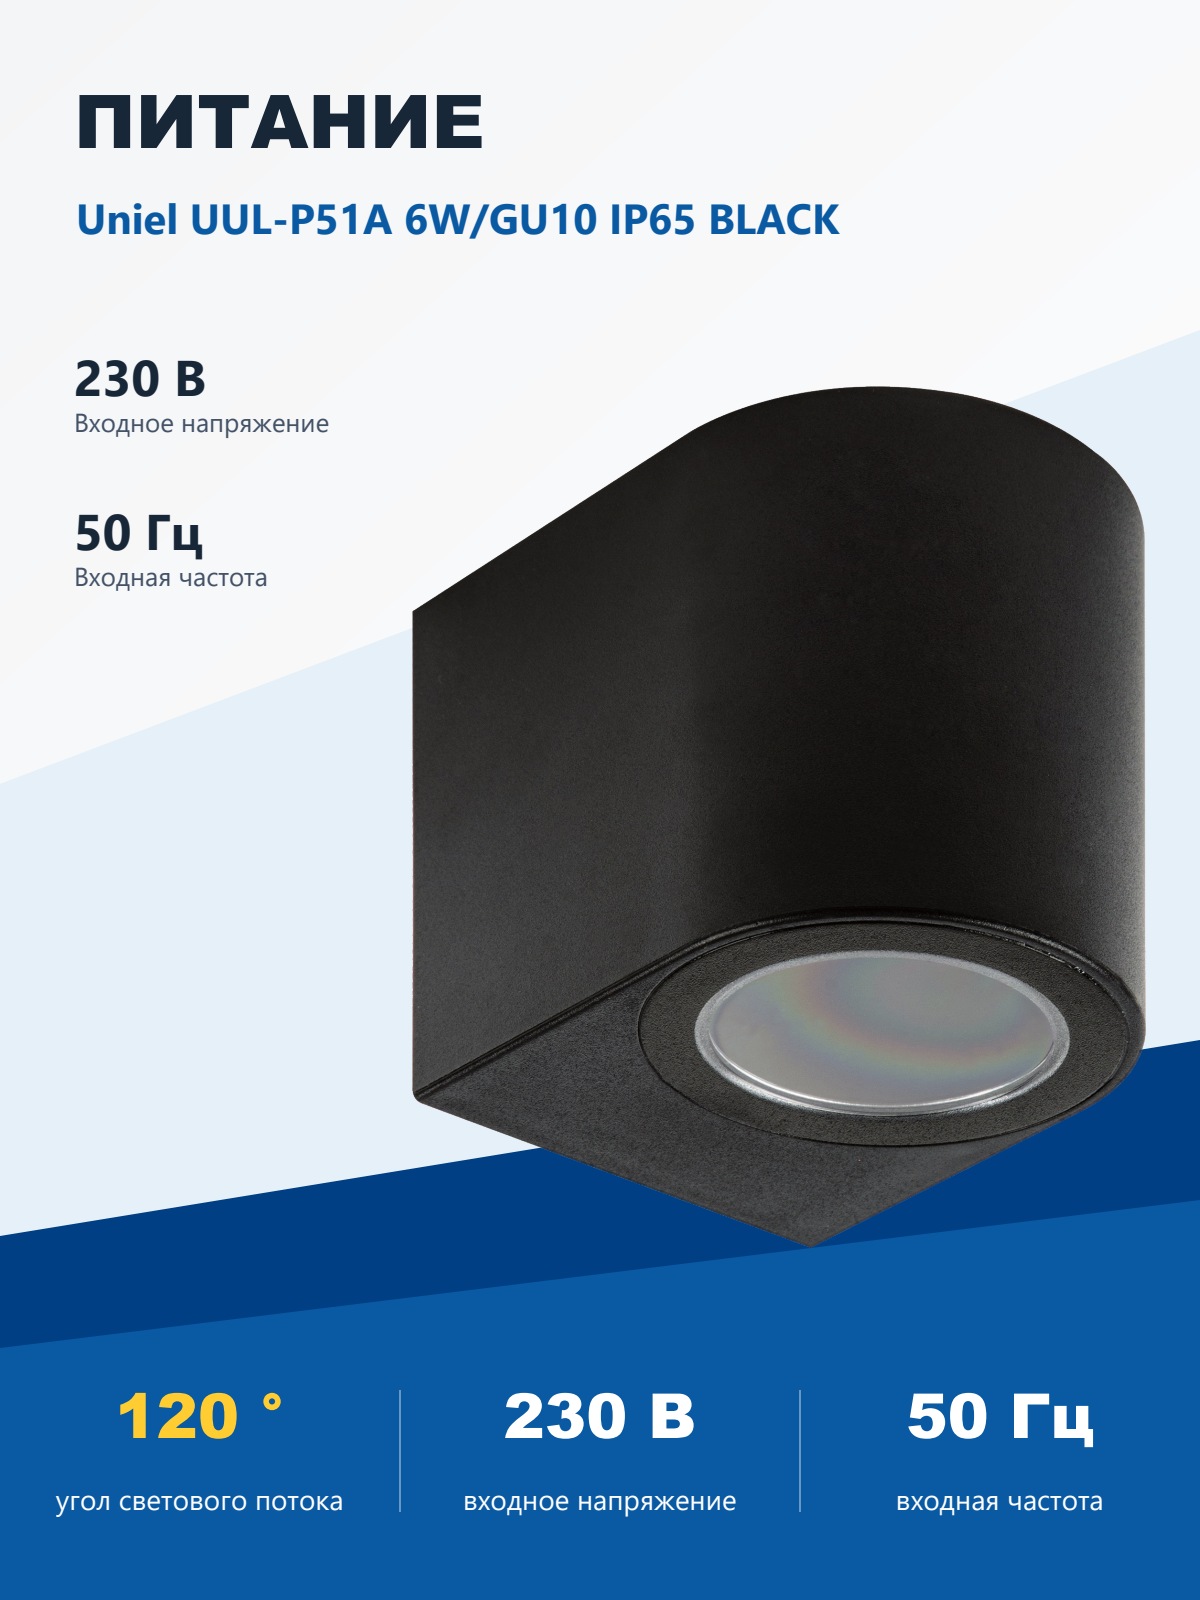 ПИТАНИЕ
Uniel UUL-P51A 6W/GU10 IP65 BLACK
230 В
Входное напряжение
50 Гц
Входная частота
120 °
230 В
50 Гц
угол светового потока
входное напряжение
входная частота